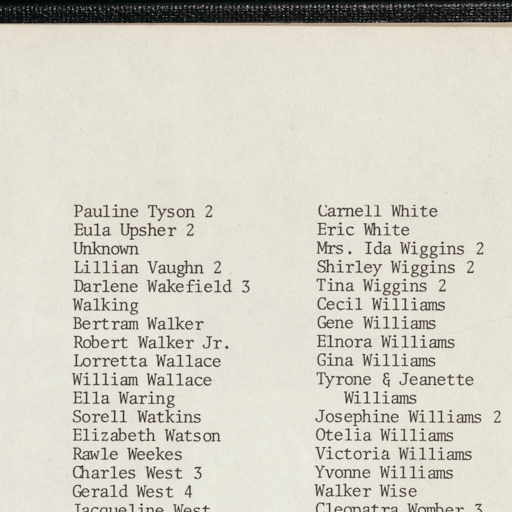 Pauline Tyson 2
Eula Upsher 2
Unknown
Lillian Vaughn 2
Darlene Wakefield 3
Walking
Bertram Walker
Robert Walker Jr.
Lorretta Wallace
William Wallace
Ella Waring
Sorell Watkins
Elizabeth Watson
Rawle Weekes
Charles West 3
Gerald West 4
Jacqueline West
Carnell White
Eric White
Mrs. Ida Wiggins 2
Shirley Wiggins 2
Tina Wiggins 2
Cecil Williams
Gene Williams
Elnora Williams
Gina Williams
Tyrone & Jeanette
Williams
Josephine Williams 2
Otelia Williams
Victoria Williams
Yvonne Williams
Walker Wise
Cleopatra Womber 3